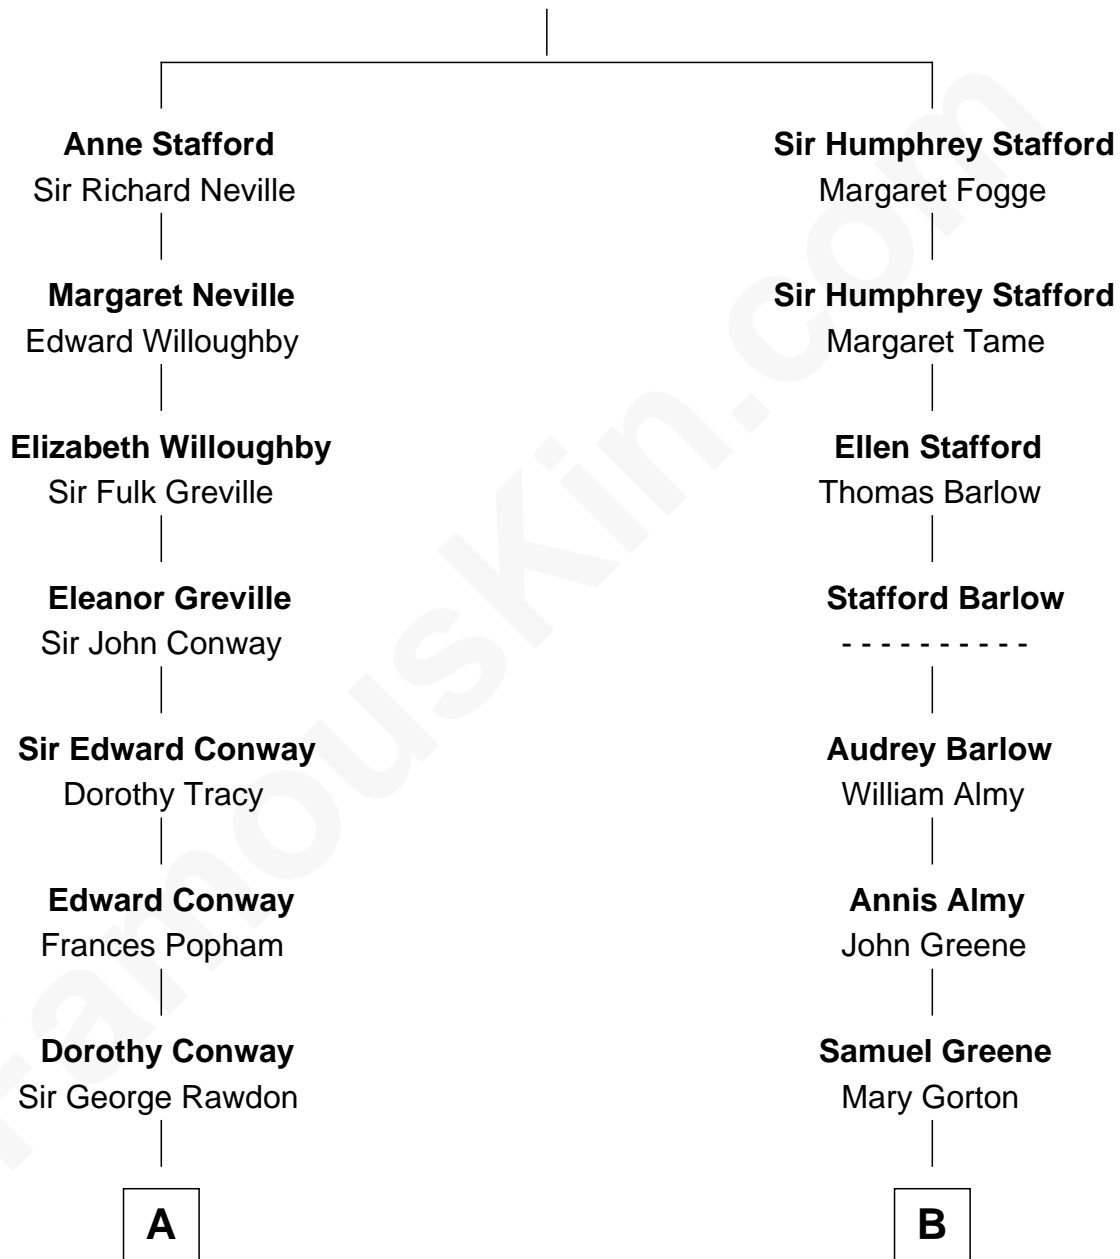 Anne Stafford
Sir Richard Neville
Margaret Neville
Edward Willoughby
Elizabeth Willoughby
Sir Fulk Greville
Eleanor Greville
Sir John Conway
Sir Edward Conway
Dorothy Tracy
Edward Conway
Frances Popham
Dorothy Conway
Sir George Rawdon
A
Sir Humphrey Stafford
Margaret Fogge
Sir Humphrey Stafford
Margaret Tame
Ellen Stafford
Thomas Barlow
Stafford Barlow
- - - - - - - - - -
Audrey Barlow
William Almy
Annis Almy
John Greene
Samuel Greene
Mary Gorton
B
FamousKin.com